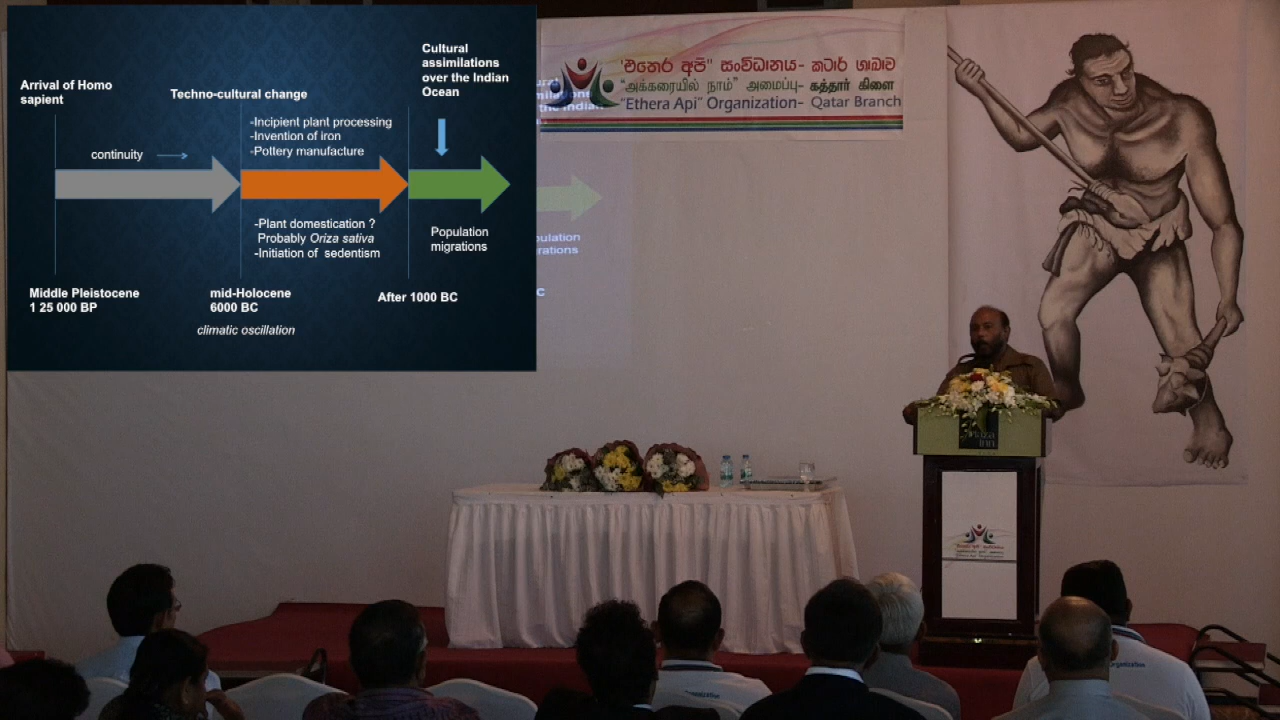 Arrival of Homo
sapient
Techno-cultural change
Cultural
assimilations
over the Indian
Ocean
continuity
-Incipient plant processing
-Invention of iron
-Pottery manufacture
-Plant domestication ?
Probably Oriza sativa
-Initiation of sedentism
Population
migrations
Middle Pleistocene
1 25 000 BP
mid-Holocene
6000 BC
After 1000 BC
climatic oscillation
"එතෙර අපි" සංවිධානය- කටාර් ශාඛාව
"அக்கரையில் நாம்" அமைப்பு- கத்தார் கிளை
"Ethera Api" Organization- Qatar Branch
Plaza
Inn